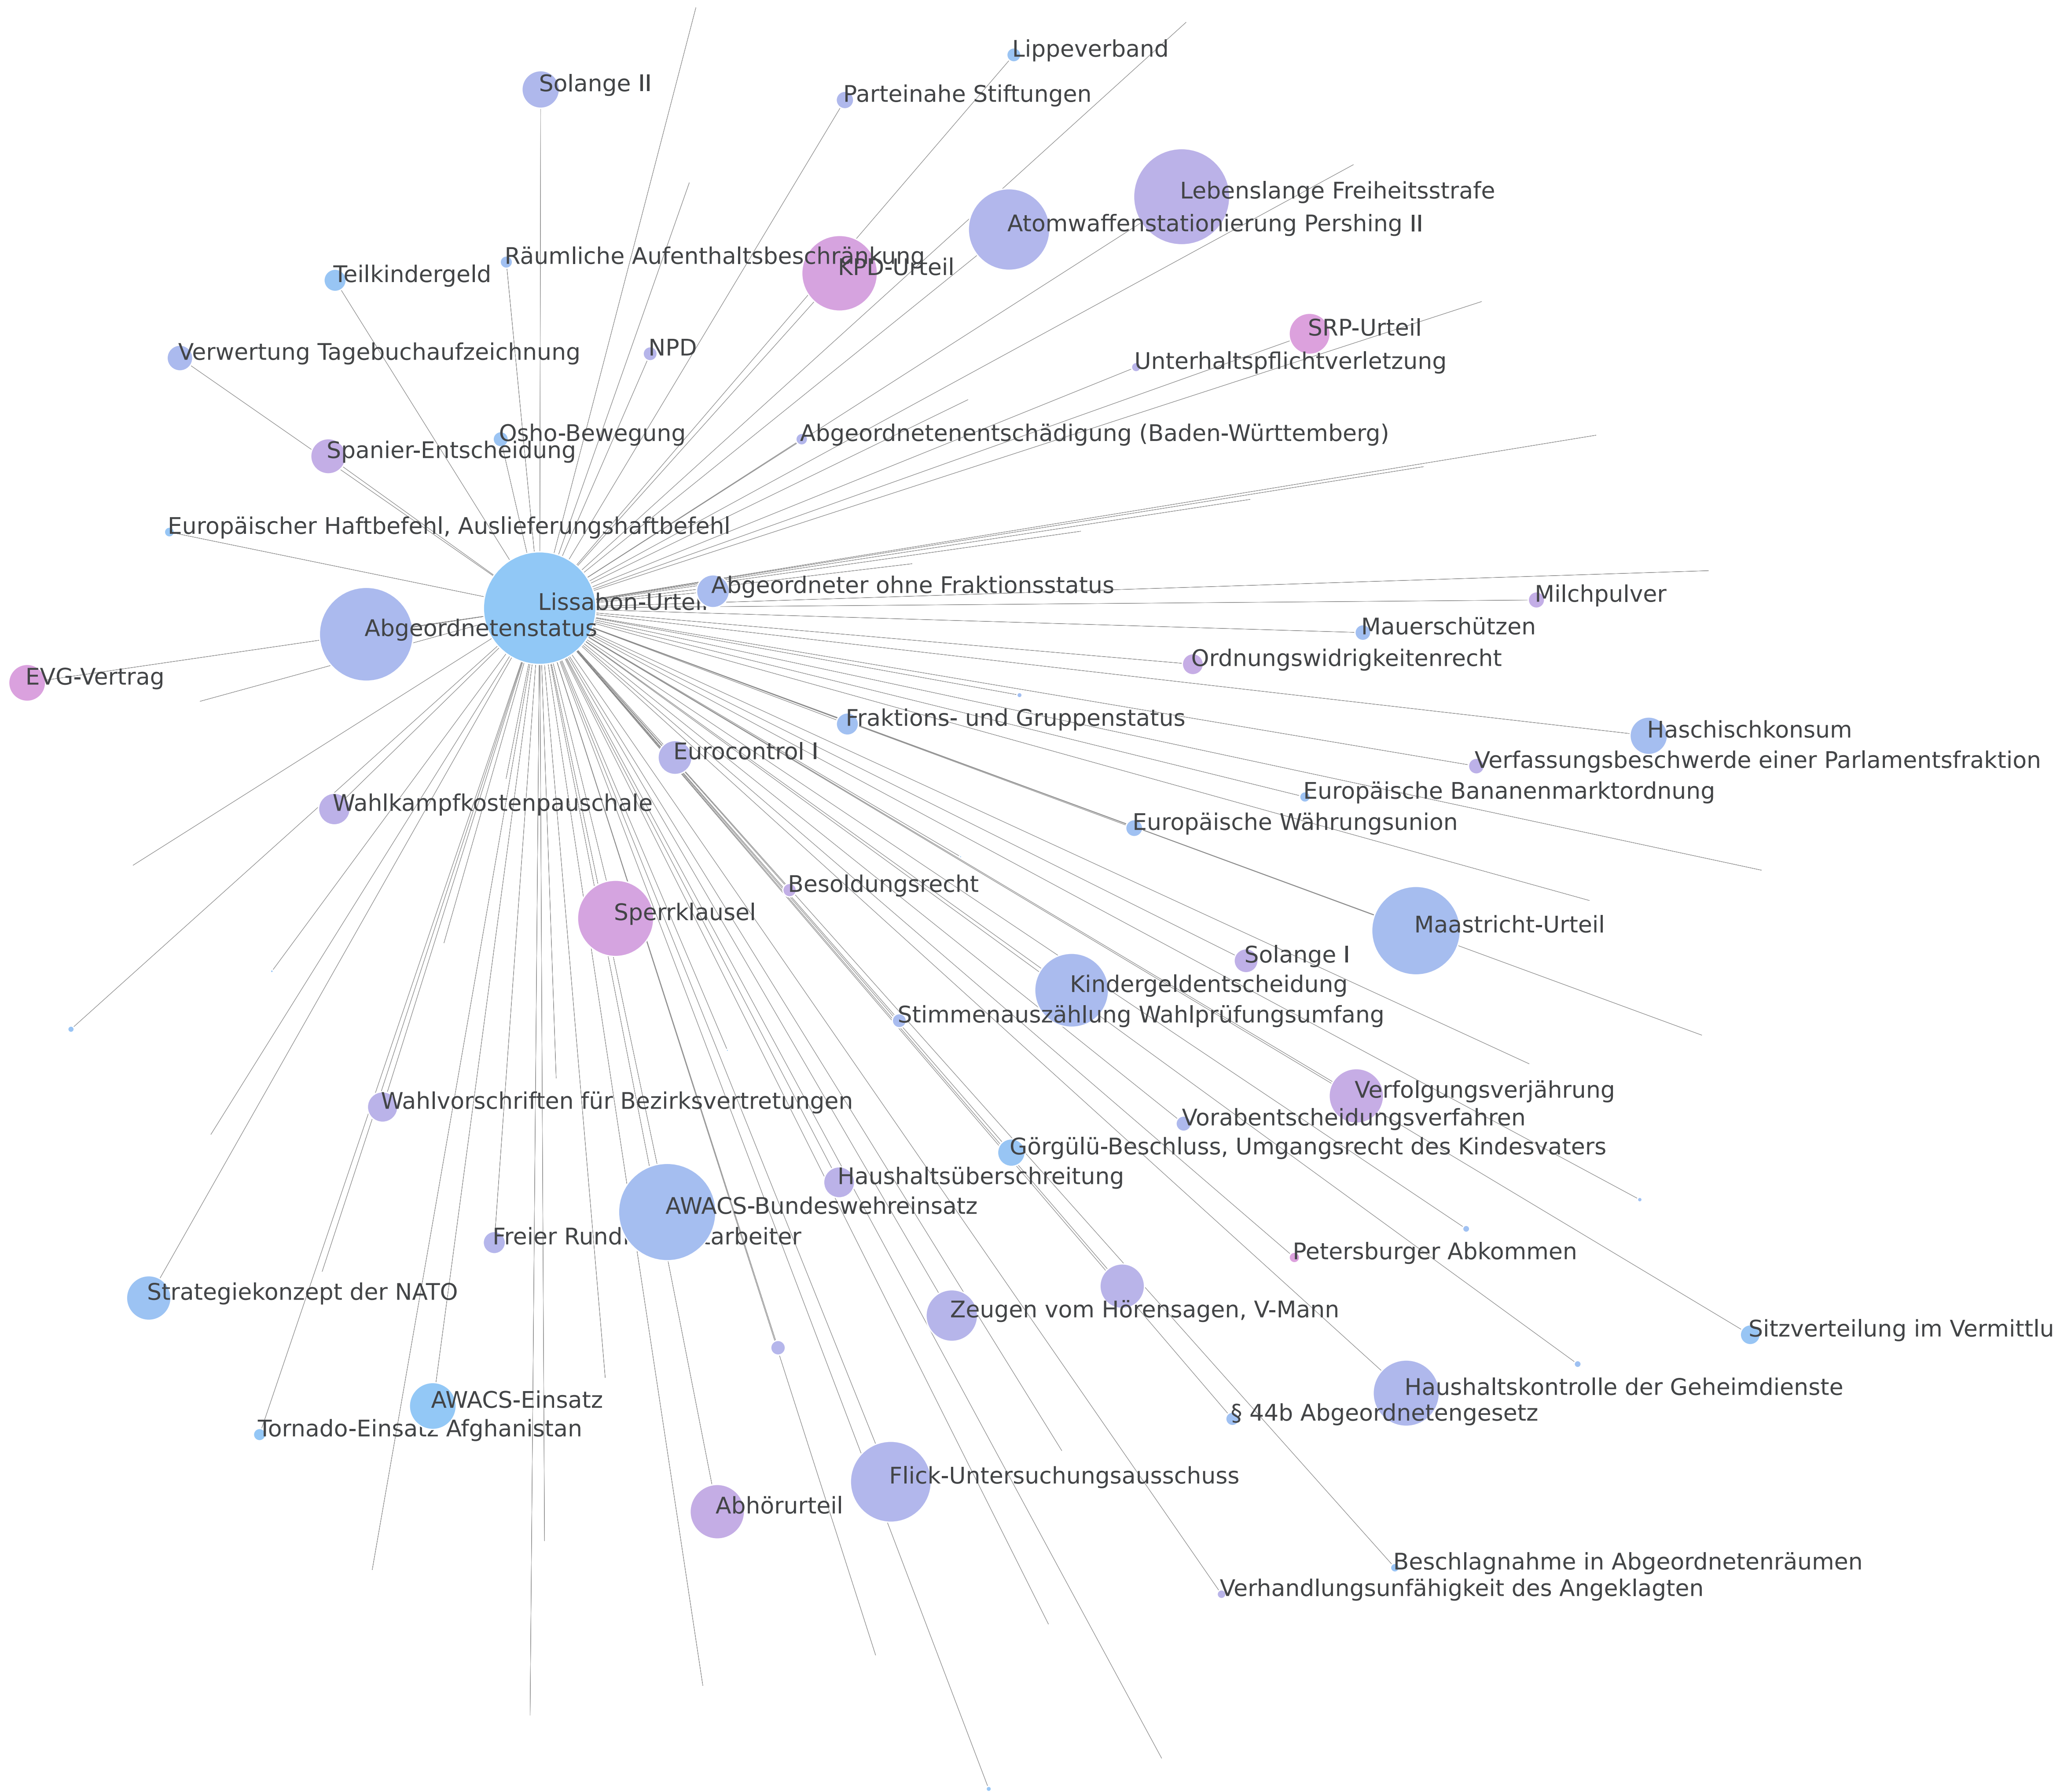 Lippeverband
Solange II
Parteinahe Stiftungen
Lebenslange Freiheitsstrafe
Atomwaffenstationierung Pershing II
Räumliche Aufenthaltsbeschränkung
KPD-Urteil
Teilkindergeld
SRP-Urteil
NPD
Verwertung Tagebuchaufzeichnung
Unterhaltspflichtverletzung
Osho-Bewegung
Abgeordnetenentschädigung (Baden-Württemberg)
Spanier-Entscheidung
Europäischer Haftbefehl, Auslieferungshaftbefehl
Abgeordneter ohne Fraktionsstatus
Milchpulver
Lissabon-Urteil
Abgeordnetenstatus
Mauerschützen
Ordnungswidrigkeitenrecht
EVG-Vertrag
Fraktions- und Gruppenstatus
Haschischkonsum
Eurocontrol I
Verfassungsbeschwerde einer Parlamentsfraktion
Europäische Bananenmarktordnung
Wahlkampfkostenpauschale
Europäische Währungsunion
Besoldungsrecht
Sperrklausel
Maastricht-Urteil
Solange I
Kindergeldentscheidung
Stimmenauszählung Wahlprüfungsumfang
Verfolgungsverjährung
Wahlvorschriften für Bezirksvertretungen
Vorabentscheidungsverfahren
Görgülü-Beschluss, Umgangsrecht des Kindesvaters
Haushaltsüberschreitung
AWACS-Bundeswehreinsatz
Freier Rund arbeiter
Petersburger Abkommen
Strategiekonzept der NATO
Zeugen vom Hörensagen, V-Mann
Sitzverteilung im Vermittlu
Haushaltskontrolle der Geheimdienste
AWACS-Einsatz
§ 44b Abgeordnetengesetz
Tornado-Einsatz Afghanistan
Flick-Untersuchungsausschuss
Abhörurteil
Beschlagnahme in Abgeordnetenräumen
Verhandlungsunfähigkeit des Angeklagten